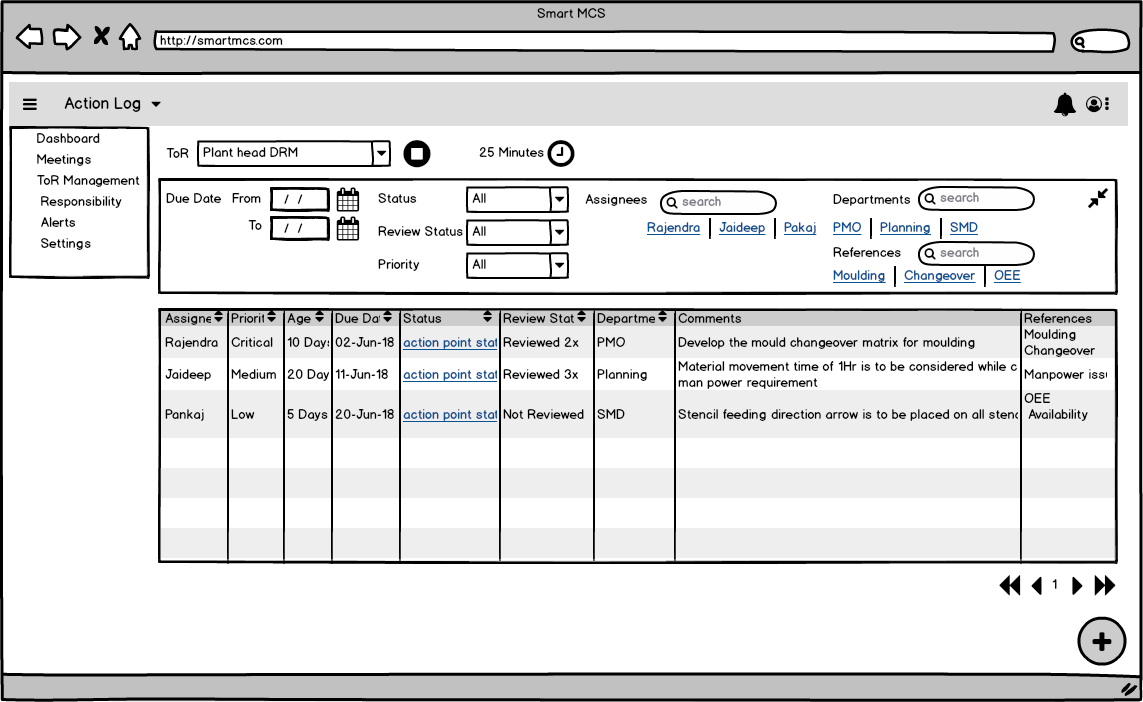 Smart MCS
http://smartmcs.com
Action Log
Dashboard
Meetings
ToR Management
Responsibility
Alerts
Settings
ToR Plant head DRM 25 Minutes
Due Date From / / Status All Assignees search Departments search
Rajendra Jaideep Pakaj PMO Planning SMD
To / / Review Status All
References search
Priority All Moulding Changeover OEE
Assigne Priorit Age Due Dat Status Review Stat Departme Comments References
Rajendra Critical 10 Days 02-Jun-18 action point stat Reviewed 2x PMO Develop the mould changeover matrix for moulding Moulding
Changeover
Jaideep Medium 20 Day 11-Jun-18 action point stat Reviewed 3x Planning Material movement time of 1Hr is to be considered while c Manpower issu
man power requirement
Pankaj Low 5 Days 20-Jun-18 action point stat Not Reviewed SMD Stencil feeding direction arrow is to be placed on all stenc OEE
Availability
1